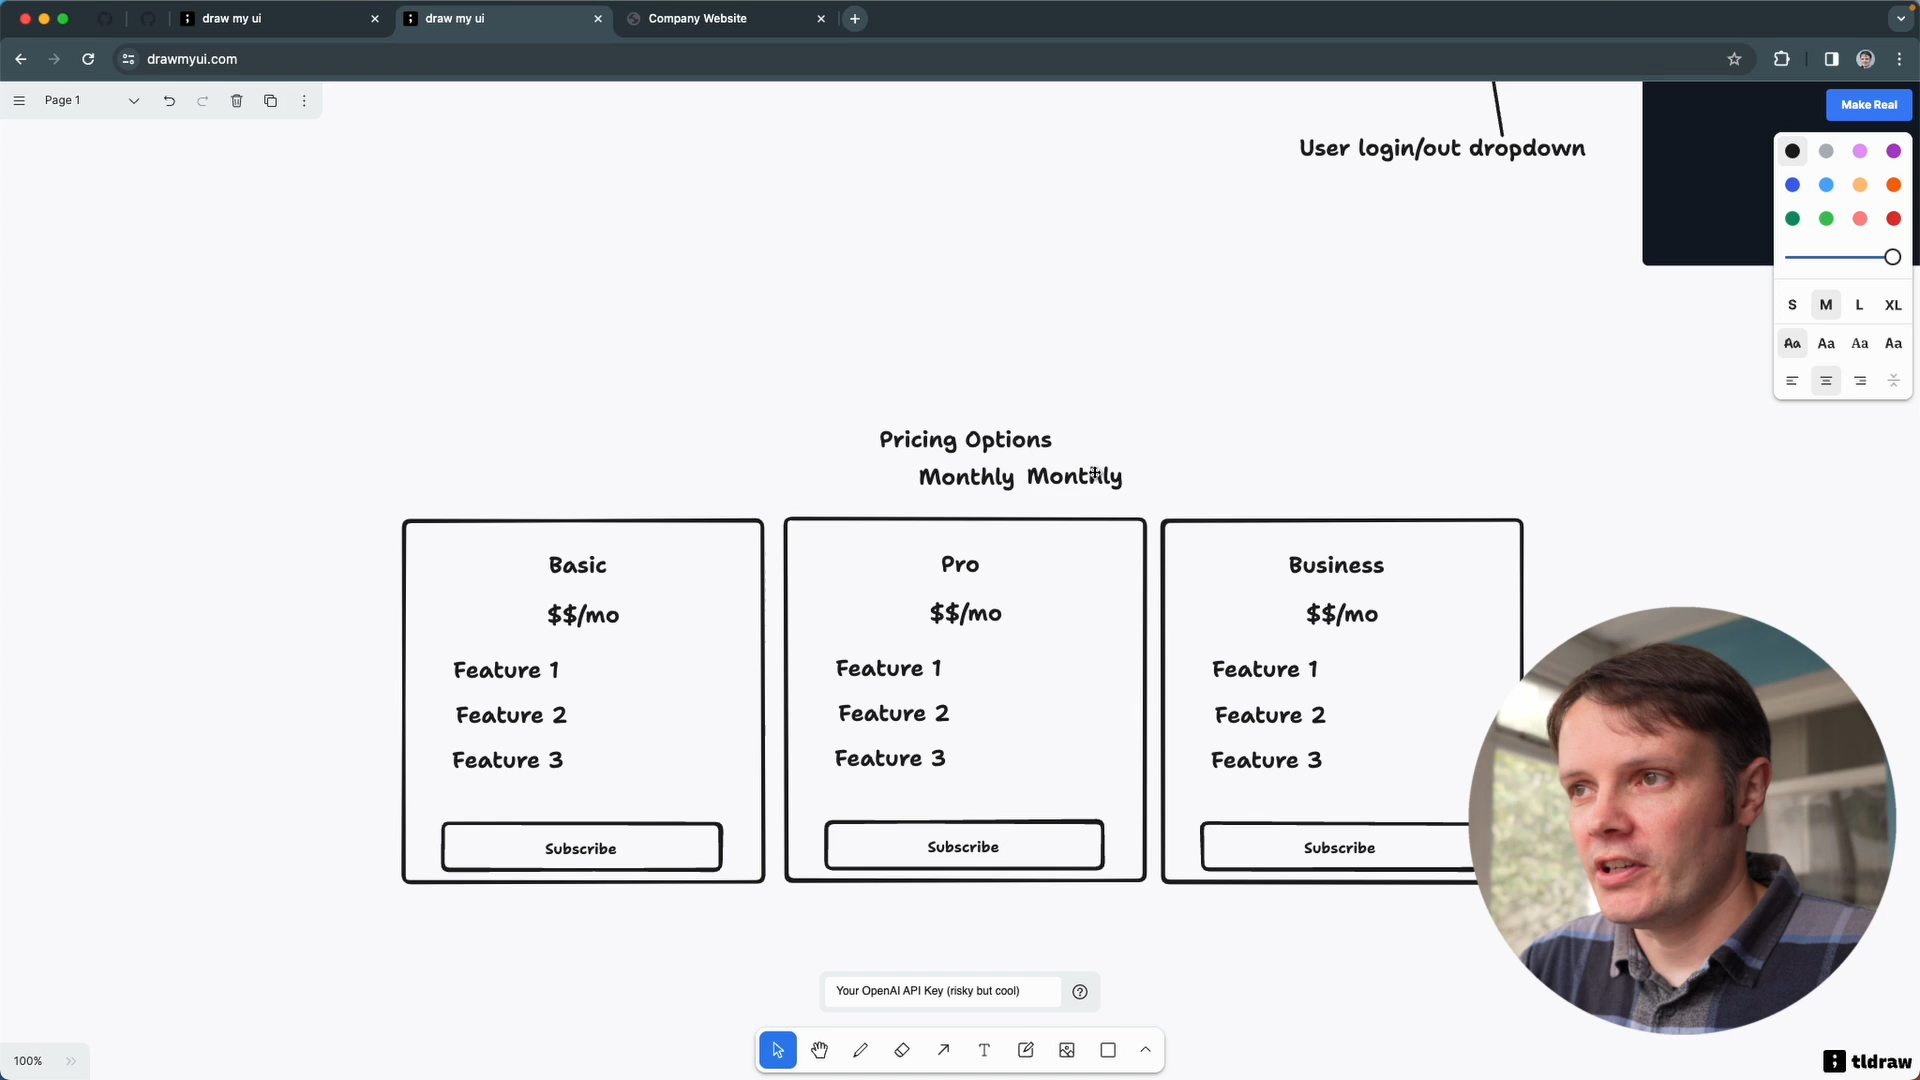 draw my ui
draw my ui
Company Website
drawmyui.com
Page 1
Make Real
User login/out dropdown
S M L XL
Aa Aa Aa Aa
Pricing Options
Monthly Monthly
Basic
$$/mo
Feature 1
Feature 2
Feature 3
Subscribe
Pro
$$/mo
Feature 1
Feature 2
Feature 3
Subscribe
Business
$$/mo
Feature 1
Feature 2
Feature 3
Subscribe
Your OpenAI API Key (risky but cool)
100%
tldraw